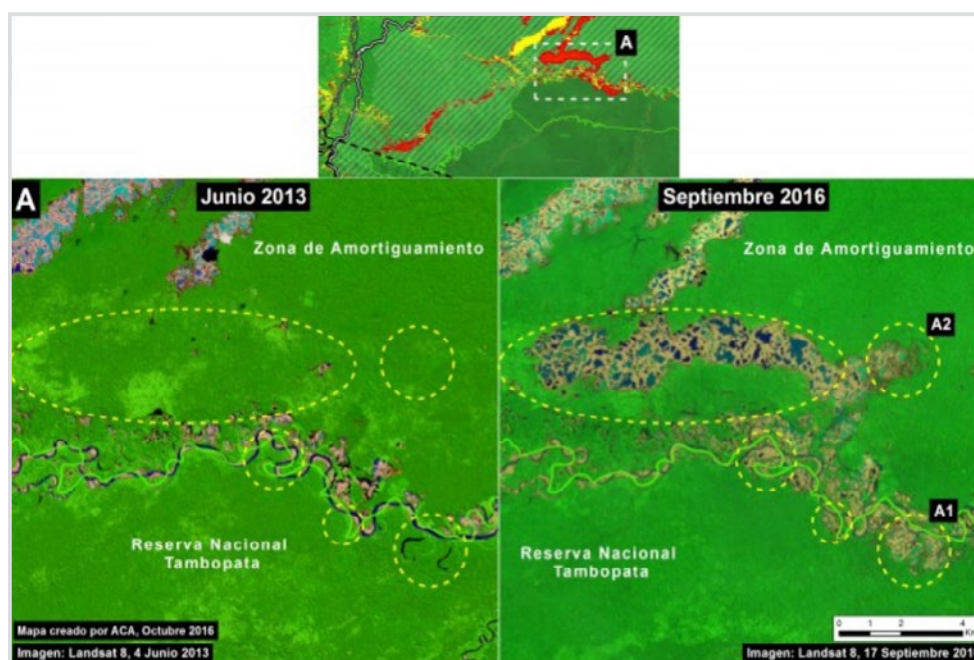 A
A
Junio 2013
Septiembre 2016
Zona de Amortiguamiento
Zona de Amortiguamiento
A2
A1
Reserva Nacional
Tambopata
Reserva Nacional
Tambopata
0 1 2 4
Mapa creado por ACA, Octubre 2016
Imagen: Landsat 8, 4 Junio 2013
Imagen: Landsat 8, 17 Septiembre